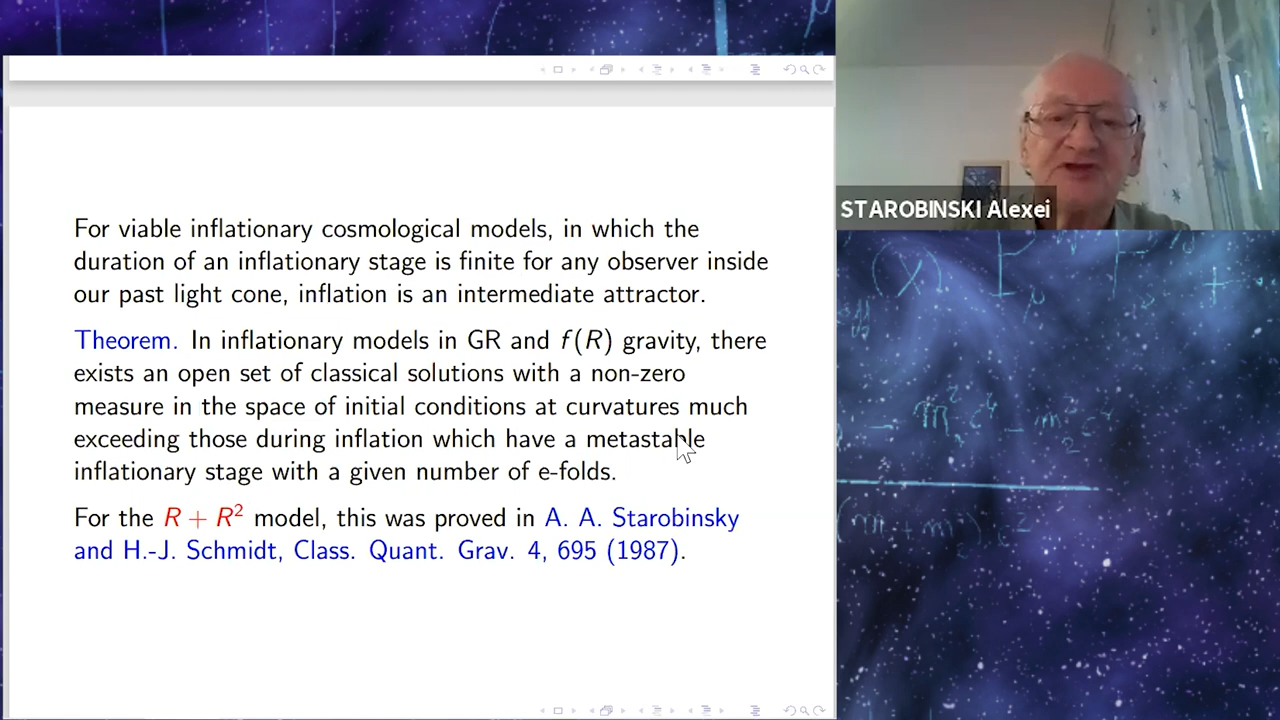 For viable inflationary cosmological models, in which the
duration of an inflationary stage is finite for any observer inside
our past light cone, inflation is an intermediate attractor.
Theorem. In inflationary models in GR and f(R) gravity, there
exists an open set of classical solutions with a non-zero
measure in the space of initial conditions at curvatures much
exceeding those during inflation which have a metastable
inflationary stage with a given number of e-folds.
For the R + R² model, this was proved in A. A. Starobinsky
and H.-J. Schmidt, Class. Quant. Grav. 4, 695 (1987).
STAROBINSKI Alexei